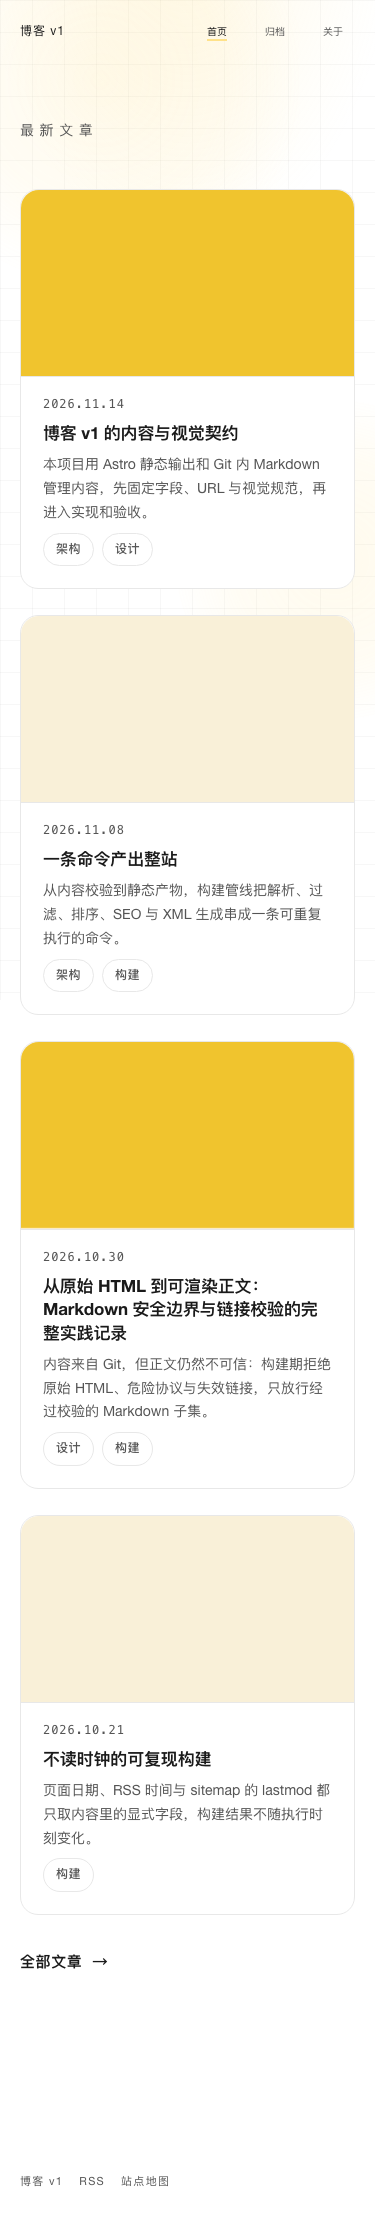 博客 v1
首页 归档 关于
最新文章
2026.11.14
博客 v1 的内容与视觉契约
本项目用 Astro 静态输出和 Git 内 Markdown
管理内容，先固定字段、URL 与视觉规范，再
进入实现和验收。
架构 设计
2026.11.08
一条命令产出整站
从内容校验到静态产物，构建管线把解析、过
滤、排序、SEO 与 XML 生成串成一条可重复
执行的命令。
架构 构建
2026.10.30
从原始 HTML 到可渲染正文：
Markdown 安全边界与链接校验的完
整实践记录
内容来自 Git，但正文仍然不可信：构建期拒绝
原始 HTML、危险协议与失效链接，只放行经
过校验的 Markdown 子集。
设计 构建
2026.10.21
不读时钟的可复现构建
页面日期、RSS 时间与 sitemap 的 lastmod 都
只取内容里的显式字段，构建结果不随执行时
刻变化。
构建
全部文章 →
博客 v1 RSS 站点地图